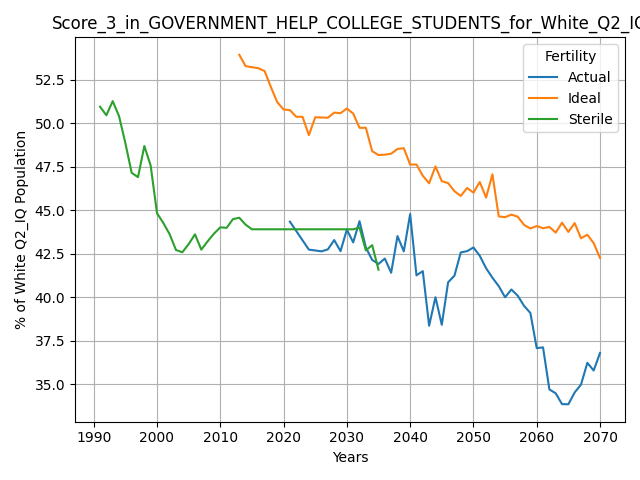 Score_3_in_GOVERNMENT_HELP_COLLEGE_STUDENTS_for_White_Q2_IQ
Fertility
Actual
Ideal
Sterile
% of White Q2_IQ Population
52.5
50.0
47.5
45.0
42.5
40.0
37.5
35.0
1990 2000 2010 2020 2030 2040 2050 2060 2070
Years